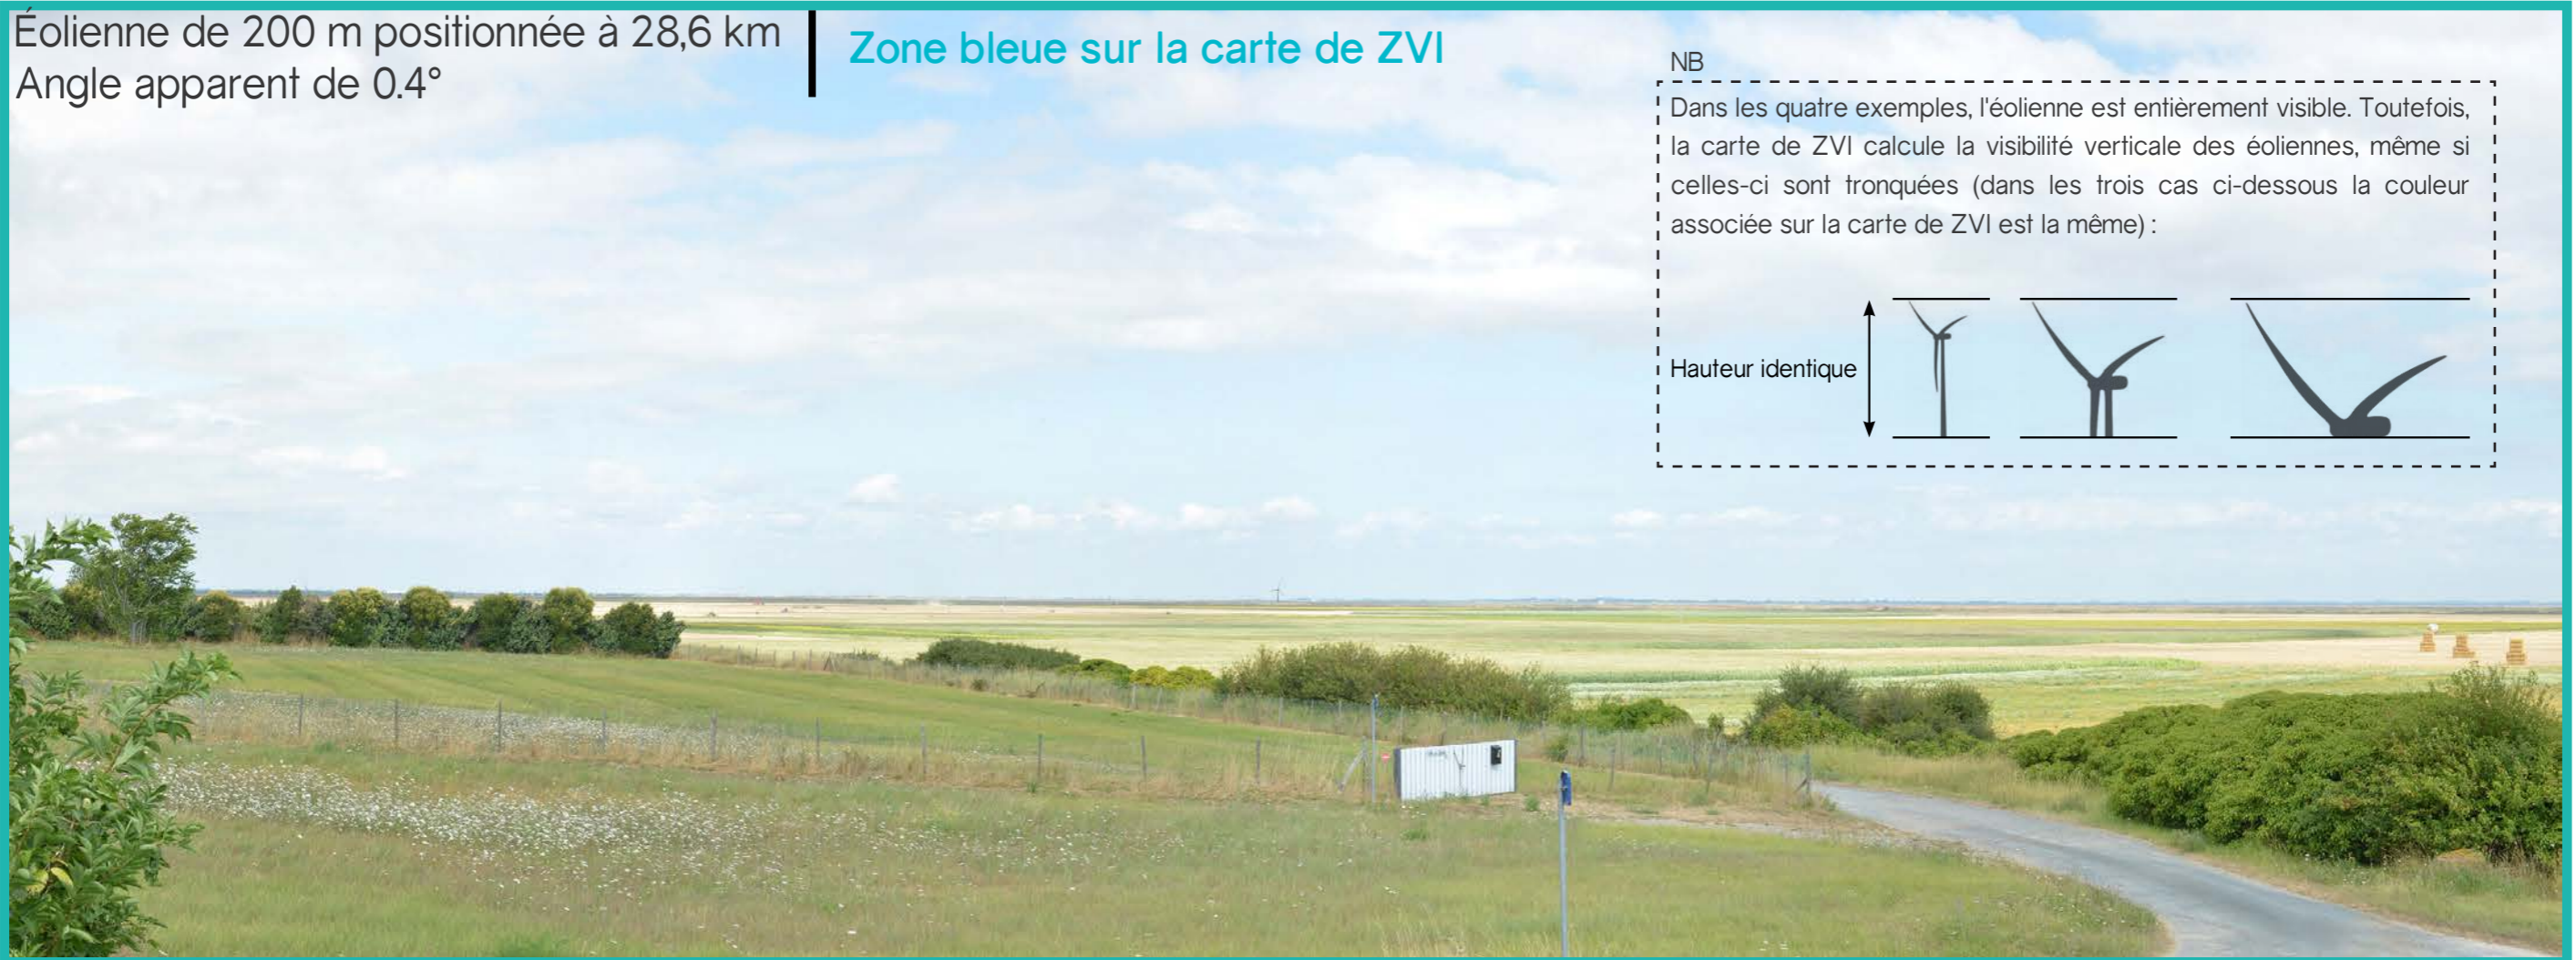 Éolienne de 200 m positionnée à 28,6 km
Angle apparent de 0.4°
Zone bleue sur la carte de ZVI
NB
Dans les quatre exemples, l'éolienne est entièrement visible. Toutefois,
la carte de ZVI calcule la visibilité verticale des éoliennes, même si
celles-ci sont tronquées (dans les trois cas ci-dessous la couleur
associée sur la carte de ZVI est la même) :
Hauteur identique